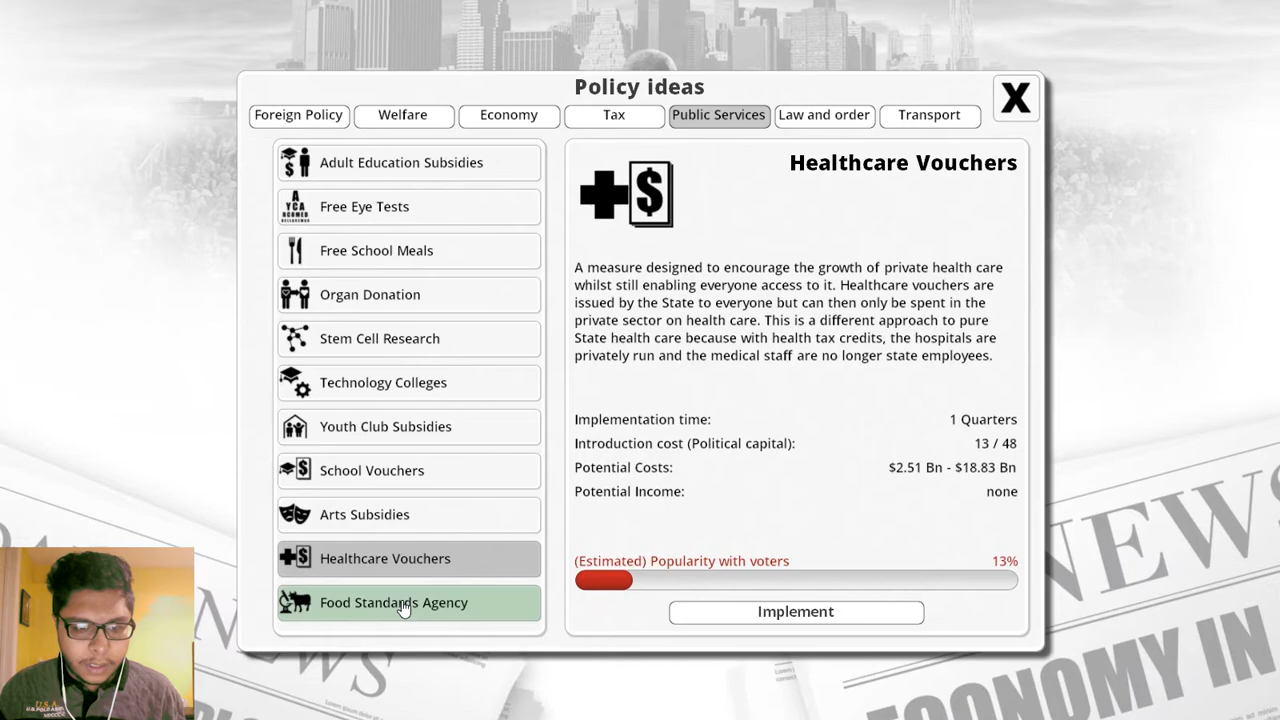 Policy ideas
X
Foreign Policy
Welfare
Economy
Tax
Public Services
Law and order
Transport
Adult Education Subsidies
Free Eye Tests
Free School Meals
Organ Donation
Stem Cell Research
Technology Colleges
Youth Club Subsidies
School Vouchers
Arts Subsidies
Healthcare Vouchers
Food Standards Agency
Healthcare Vouchers
A measure designed to encourage the growth of private health care
whilst still enabling everyone access to it. Healthcare vouchers are
issued by the State to everyone but can then only be spent in the
private sector on health care. This is a different approach to pure
State health care because with health tax credits, the hospitals are
privately run and the medical staff are no longer state employees.
Implementation time: 1 Quarters
Introduction cost (Political capital): 13 / 48
Potential Costs: $2.51 Bn - $18.83 Bn
Potential Income: none
(Estimated) Popularity with voters 13%
Implement
NEWS
ECONOMY IN
NEWS
U.S.A